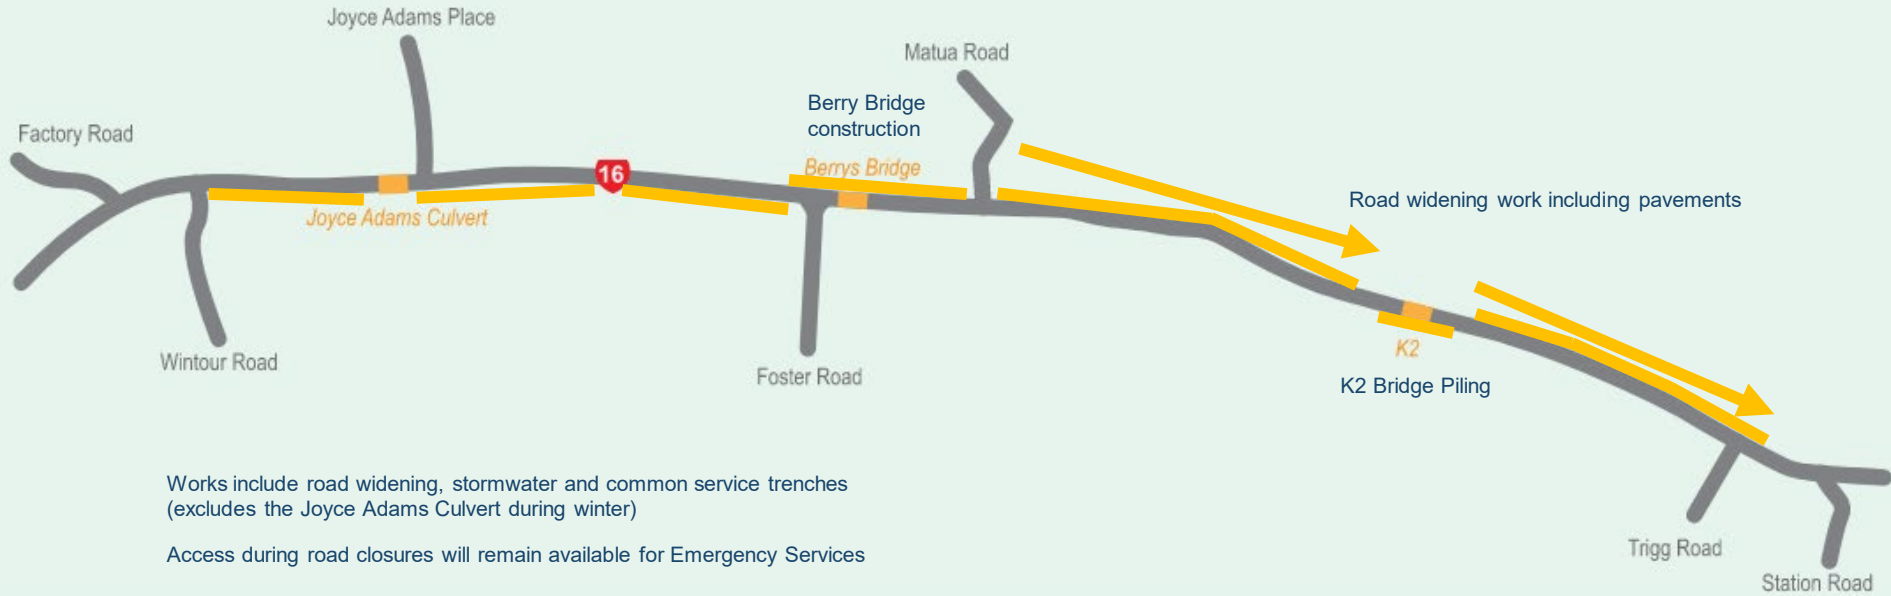 Joyce Adams Place
Matua Road
Berry Bridge
construction
Factory Road
Berrys Bridge
16
Road widening work including pavements
Joyce Adams Culvert
Wintour Road
Foster Road
K2
K2 Bridge Piling
Works include road widening, stormwater and common service trenches
(excludes the Joyce Adams Culvert during winter)
Access during road closures will remain available for Emergency Services
Trigg Road
Station Road